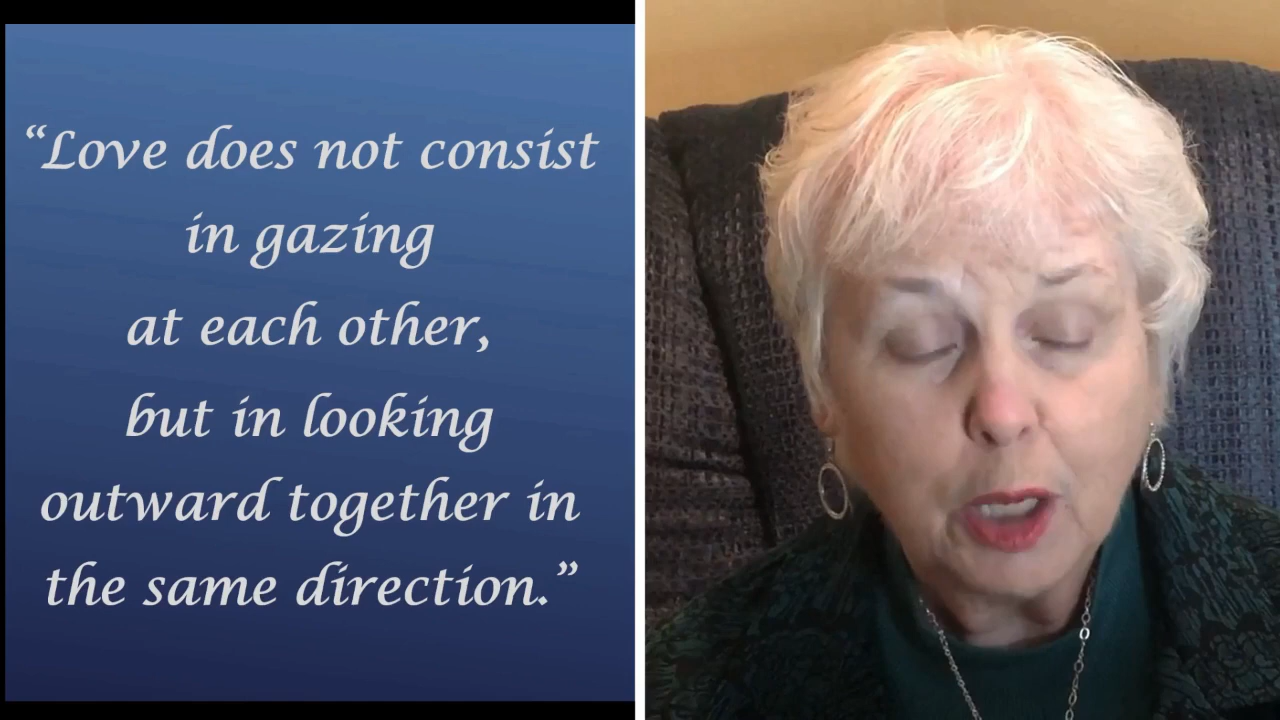 “Love does not consist
in gazing
at each other,
but in looking
outward together in
the same direction.”